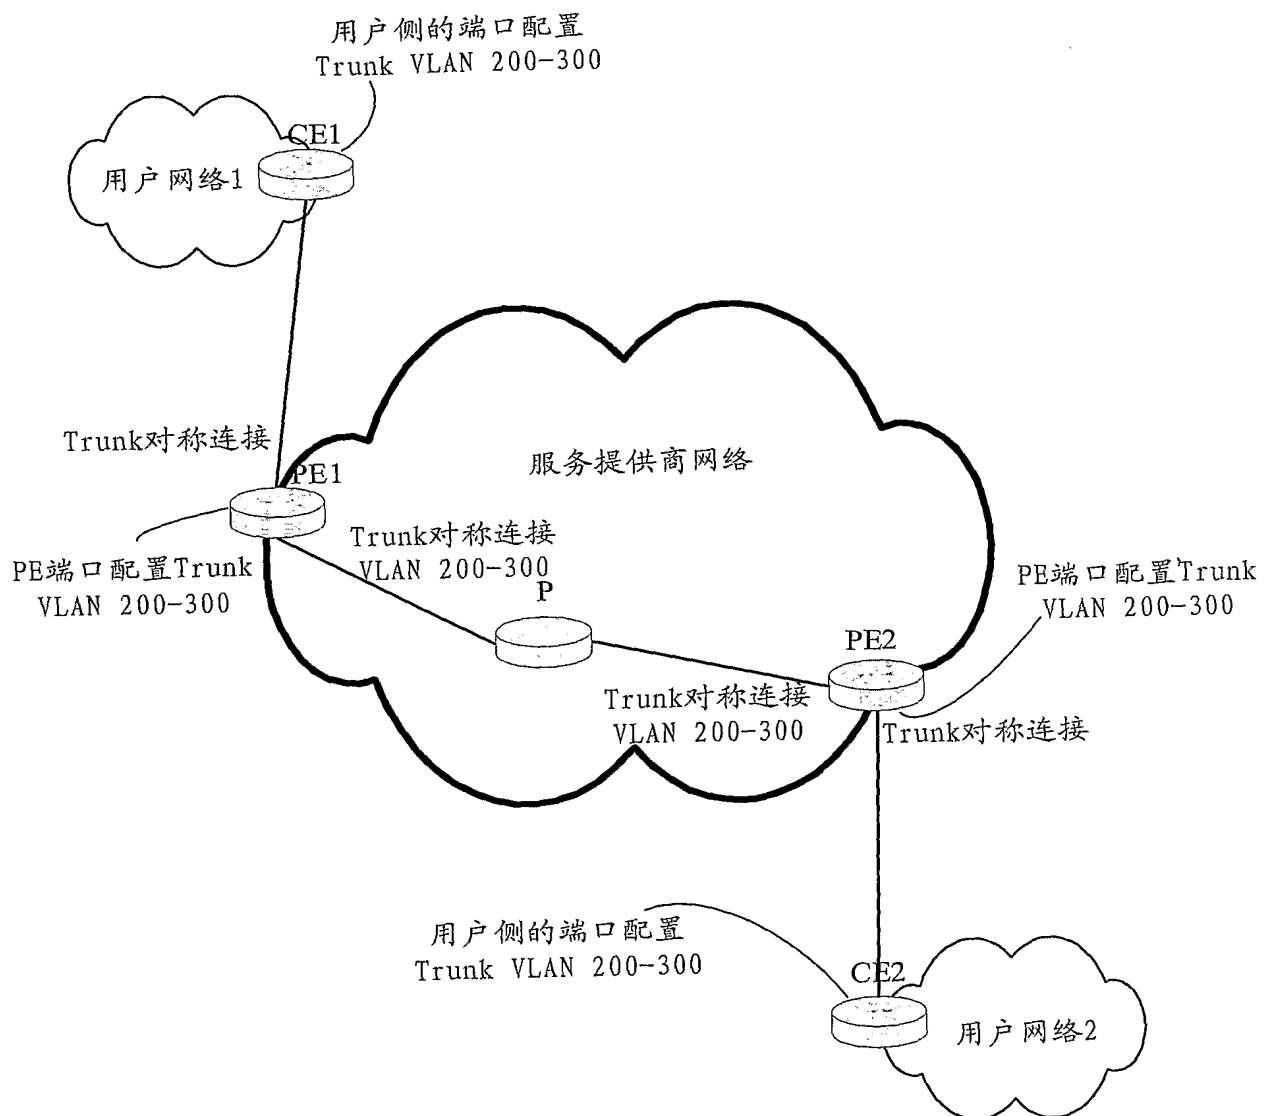 用户侧的端口配置
Trunk VLAN 200-300
CE1
用户网络1
Trunk对称连接
PE1
服务提供商网络
Trunk对称连接
VLAN 200-300
PE端口配置Trunk
VLAN 200-300
P
PE端口配置Trunk
VLAN 200-300
PE2
Trunk对称连接
VLAN 200-300
Trunk对称连接
用户侧的端口配置
Trunk VLAN 200-300
CE2
用户网络2